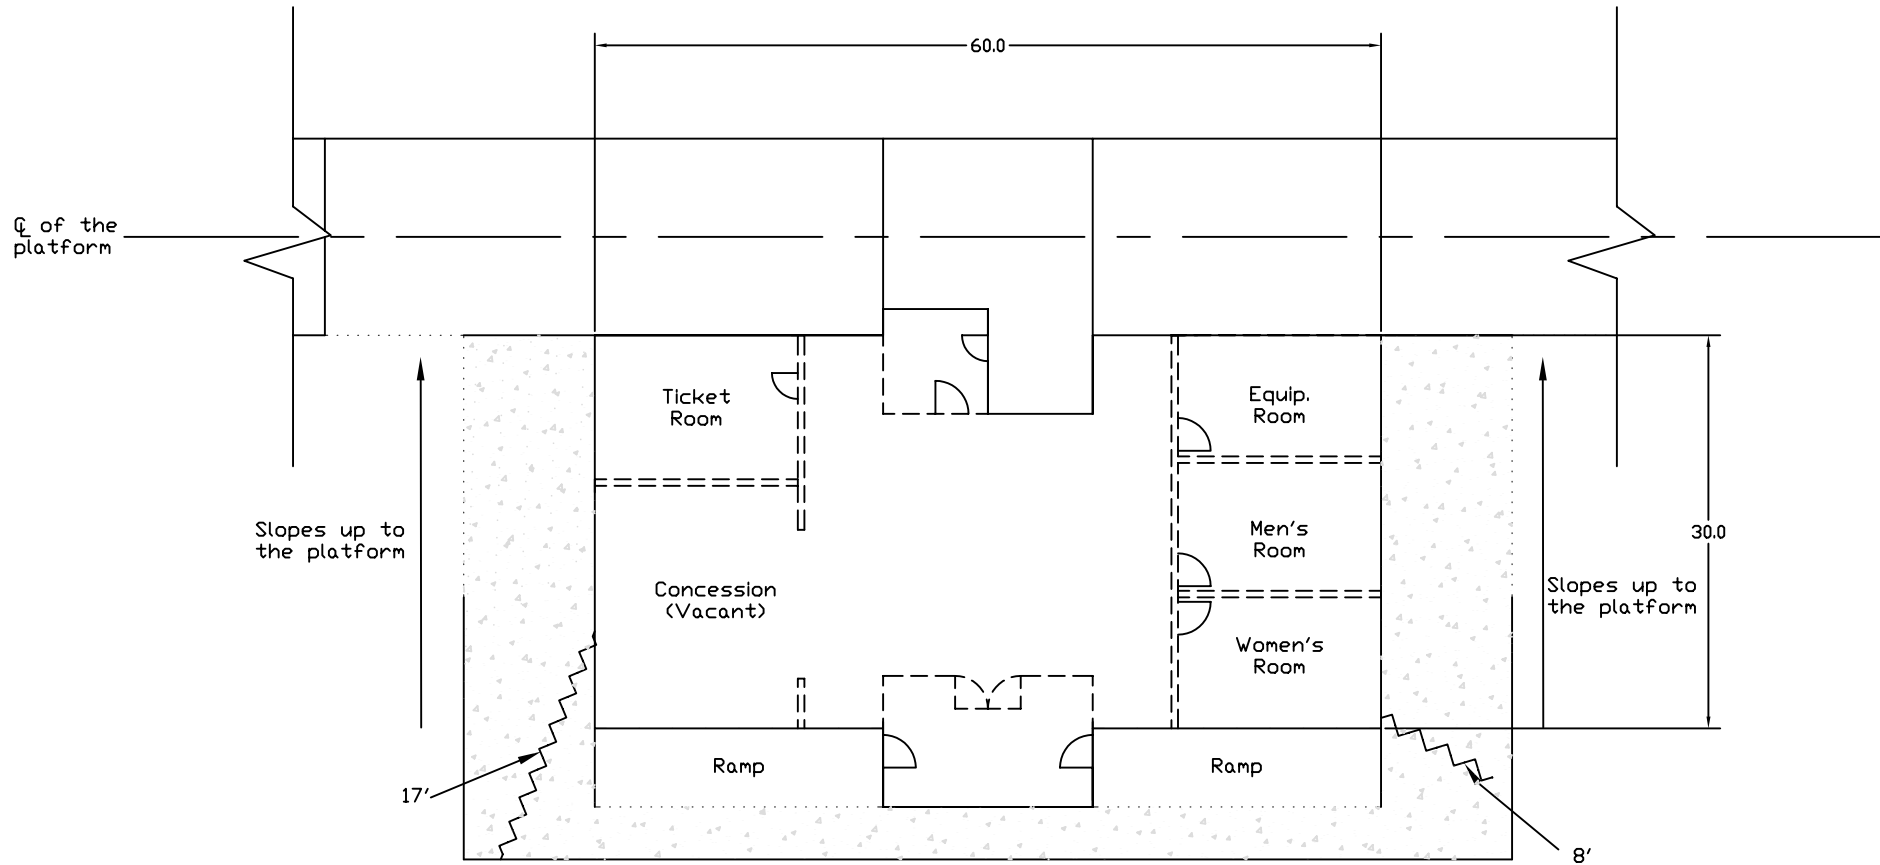 60.0
℄ of the
platform
Ticket
Room
Equip.
Room
Slopes up to
the platform
Men's
Room
30.0
Concession
(Vacant)
Slopes up to
the platform
Women's
Room
Ramp
Ramp
17'
8'